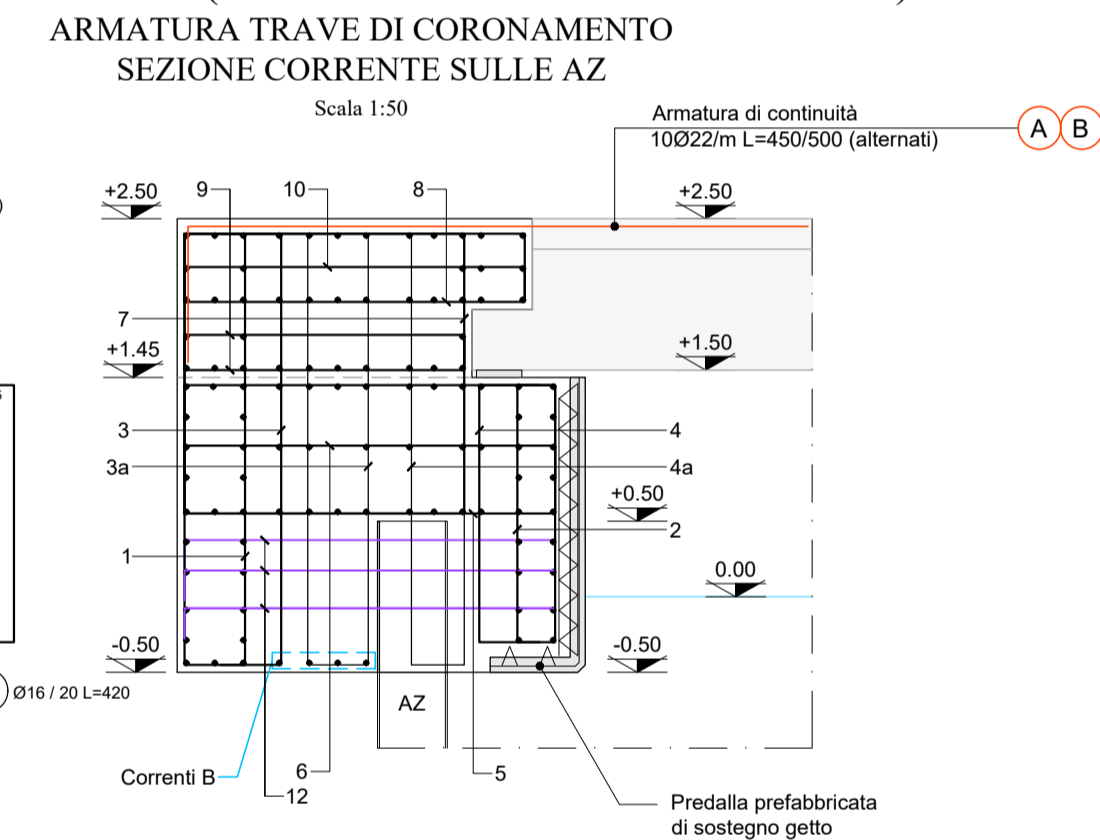 ARMATURA TRAVE DI CORONAMENTO
SEZIONE CORRENTE SULLE AZ
Scala 1:50
Armatura di continuità
10Ø22/m L=450/500 (alternati)
A B
+2.50 9 10 8 +2.50
7
+1.45
+1.50
3
4
3a
4a
+0.50
2
1
0.00
-0.50
-0.50
Ø16 / 20 L=420
AZ
Correnti B
6
5
12
Predalla prefabbricata
di sostegno getto